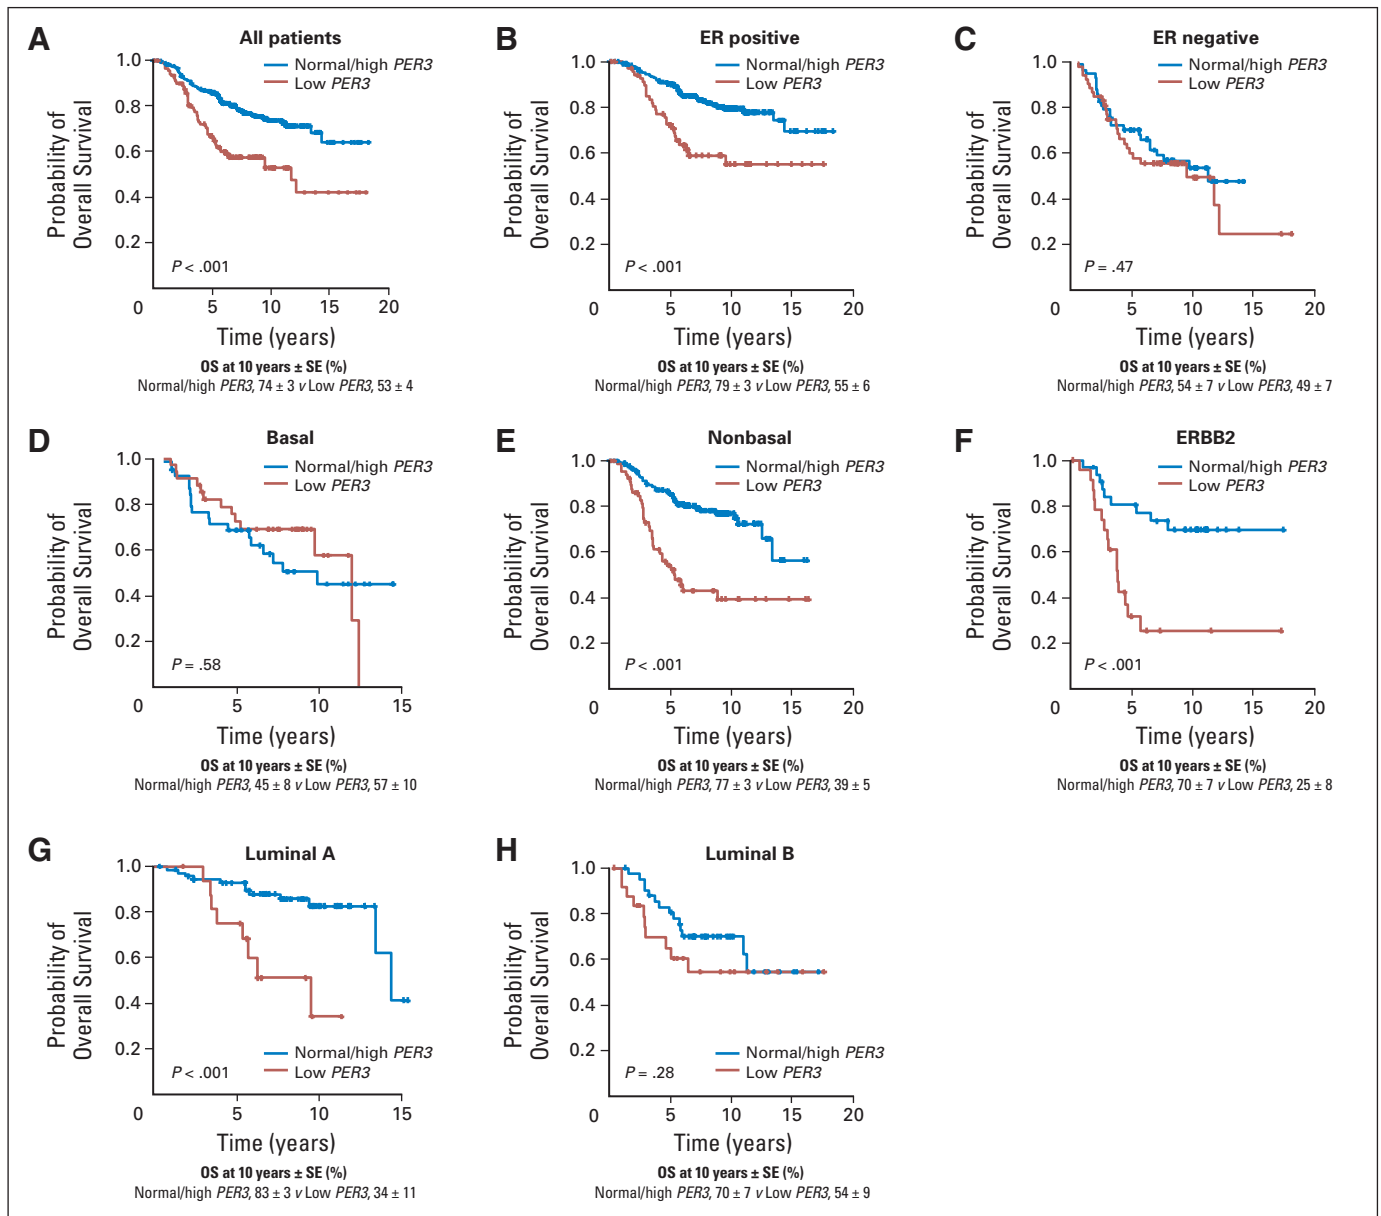 A
All patients
Normal/high PER3
Low PER3
Probability of
Overall Survival
1.0
0.8
0.6
0.4
0.2
P < .001
0
5
10
15
20
Time (years)
OS at 10 years ± SE (%)
Normal/high PER3, 74 ± 3 v Low PER3, 53 ± 4
B
ER positive
Normal/high PER3
Low PER3
Probability of
Overall Survival
1.0
0.8
0.6
0.4
0.2
P < .001
0
5
10
15
20
Time (years)
OS at 10 years ± SE (%)
Normal/high PER3, 79 ± 3 v Low PER3, 55 ± 6
C
ER negative
Normal/high PER3
Low PER3
Probability of
Overall Survival
1.0
0.8
0.6
0.4
0.2
P = .47
0
5
10
15
20
Time (years)
OS at 10 years ± SE (%)
Normal/high PER3, 54 ± 7 v Low PER3, 49 ± 7
D
Basal
Normal/high PER3
Low PER3
Probability of
Overall Survival
1.0
0.8
0.6
0.4
0.2
P = .58
0
5
10
15
Time (years)
OS at 10 years ± SE (%)
Normal/high PER3, 45 ± 8 v Low PER3, 57 ± 10
E
Nonbasal
Normal/high PER3
Low PER3
Probability of
Overall Survival
1.0
0.8
0.6
0.4
0.2
P < .001
0
5
10
15
20
Time (years)
OS at 10 years ± SE (%)
Normal/high PER3, 77 ± 3 v Low PER3, 39 ± 5
F
ERBB2
Normal/high PER3
Low PER3
Probability of
Overall Survival
1.0
0.8
0.6
0.4
0.2
P < .001
0
5
10
15
20
Time (years)
OS at 10 years ± SE (%)
Normal/high PER3, 70 ± 7 v Low PER3, 25 ± 8
G
Luminal A
Probability of
Overall Survival
1.0
0.8
0.6
0.4
0.2
Normal/high PER3
Low PER3
P < .001
0
5
10
15
Time (years)
OS at 10 years ± SE (%)
Normal/high PER3, 83 ± 3 v Low PER3, 34 ± 11
H
Luminal B
Probability of
Overall Survival
1.0
0.8
0.6
0.4
0.2
Normal/high PER3
Low PER3
P = .28
0
5
10
15
20
Time (years)
OS at 10 years ± SE (%)
Normal/high PER3, 70 ± 7 v Low PER3, 54 ± 9